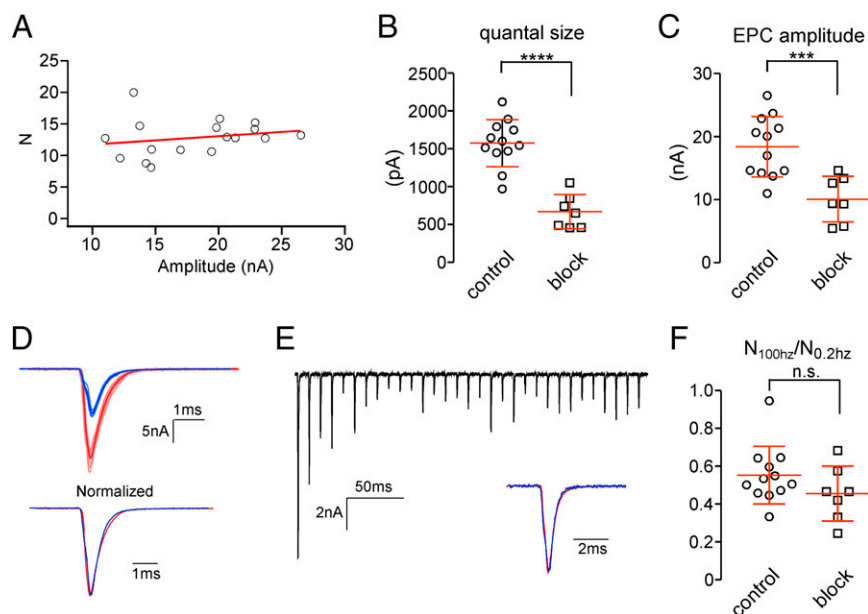 A
N
25
20
15
10
5
0
10
20
30
Amplitude (nA)
B
quantal size
****
(pA)
2500
2000
1500
1000
500
0
control
block
C
EPC amplitude
***
(nA)
30
20
10
0
control
block
D
1ms
5nA
Normalized
1ms
E
50ms
2nA
2ms
F
N100hz/N0.2hz
n.s.
1.0
0.8
0.6
0.4
0.2
0
control
block